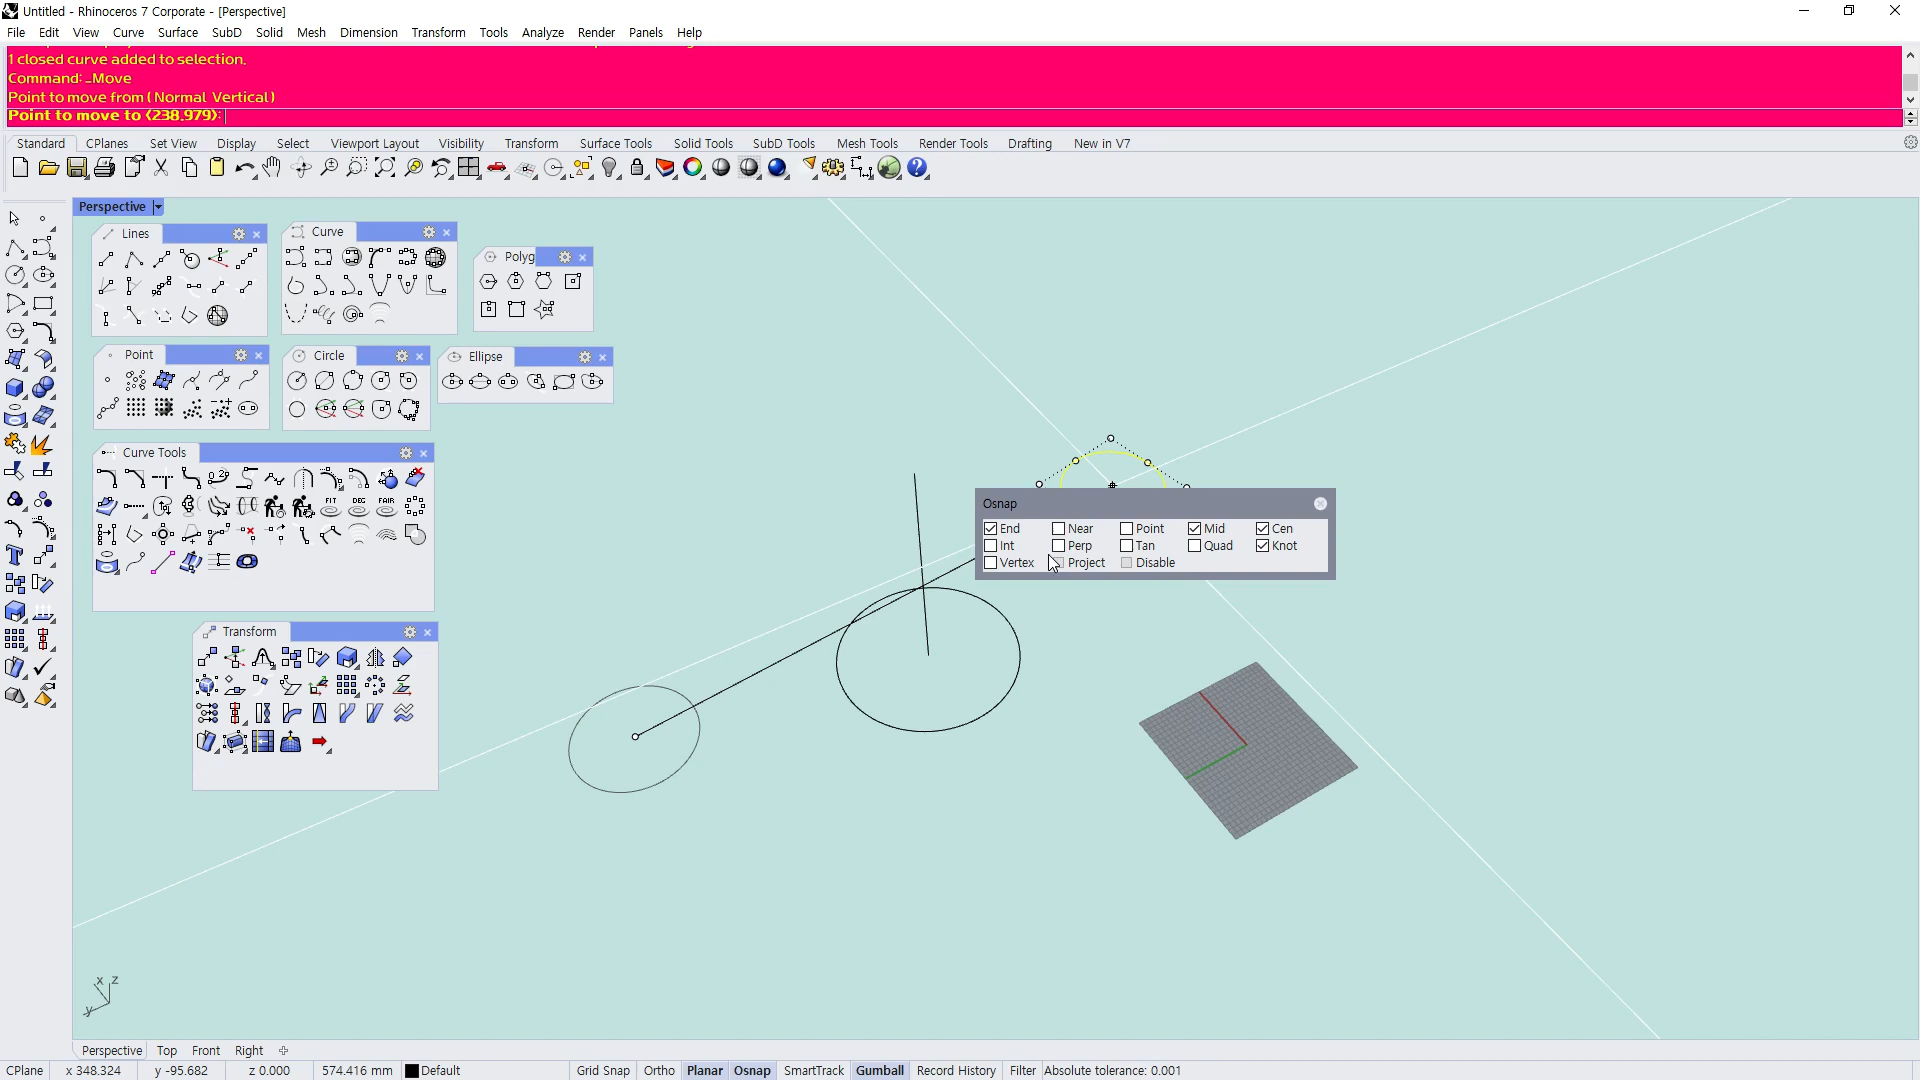 Untitled - Rhinoceros 7 Corporate - [Perspective]
File Edit View Curve Surface SubD Solid Mesh Dimension Transform Tools Analyze Render Panels Help
1 closed curve added to selection.
Command: _Move
Point to move from ( Normal Vertical )
Point to move to <238.979>:
Standard CPlanes Set View Display Select Viewport Layout Visibility Transform Surface Tools Solid Tools SubD Tools Mesh Tools Render Tools Drafting New in V7
Perspective
Lines
Curve
Polyg
Point
Circle
Ellipse
Curve Tools
FIT DEG FAIR
Transform
Osnap
End Near Point Mid Cen
Int Perp Tan Quad Knot
Vertex Project Disable
x z
y
Perspective Top Front Right
CPlane x 348.324 y -95.682 z 0.000 574.416 mm Default Grid Snap Ortho Planar Osnap SmartTrack Gumball Record History Filter Absolute tolerance: 0.001